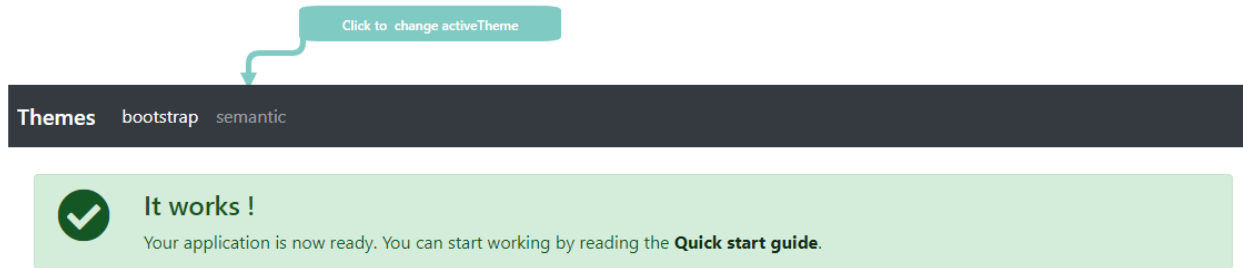 Click to change activeTheme
Themes bootstrap semantic
It works !
Your application is now ready. You can start working by reading the Quick start guide.